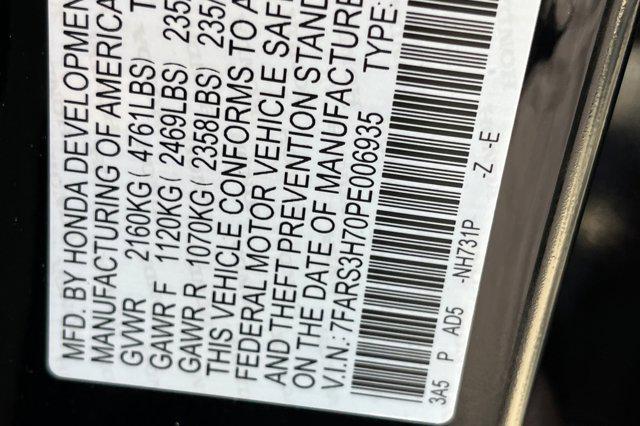 MFD. BY HONDA DEVELOPMEN
MANUFACTURING OF AMERICA
GVWR 2160KG( 4761LBS)
GAWR F 1120KG( 2469LBS) 235/
GAWR R 1070KG( 2358LBS) 235/
THIS VEHICLE CONFORMS TO A
FEDERAL MOTOR VEHICLE SAFE
AND THEFT PREVENTION STAND
ON THE DATE OF MANUFACTURE
V.I.N.: 7FARS3H70PE006935 TYPE:
3A5 P AD5 -NH731P -Z -E